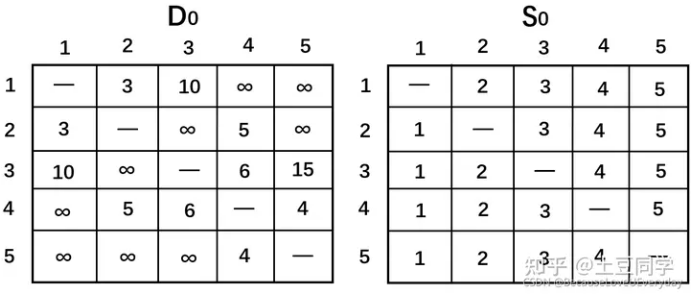 D0 S0
1 2 3 4 5 1 2 3 4 5
1 — 3 10 ∞ ∞ 1 — 2 3 4 5
2 3 — ∞ 5 ∞ 2 1 — 3 4 5
3 10 ∞ — 6 15 3 1 2 — 4 5
4 ∞ 5 6 — 4 4 1 2 3 — 5
5 ∞ ∞ ∞ 4 — 5 1 2 3 4 —
知乎 @土豆同学
CSDN @BecauseLovedEveryday